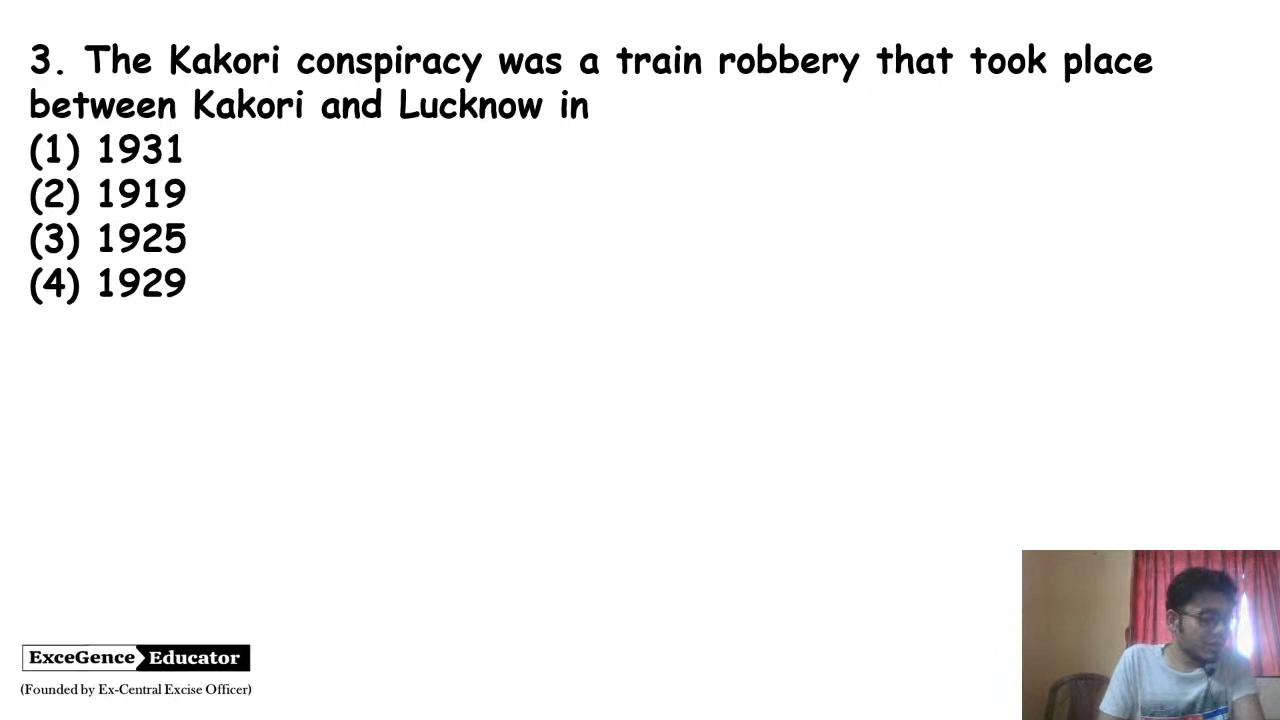 3. The Kakori conspiracy was a train robbery that took place
between Kakori and Lucknow in
(1) 1931
(2) 1919
(3) 1925
(4) 1929
ExceGence Educator
(Founded by Ex-Central Excise Officer)